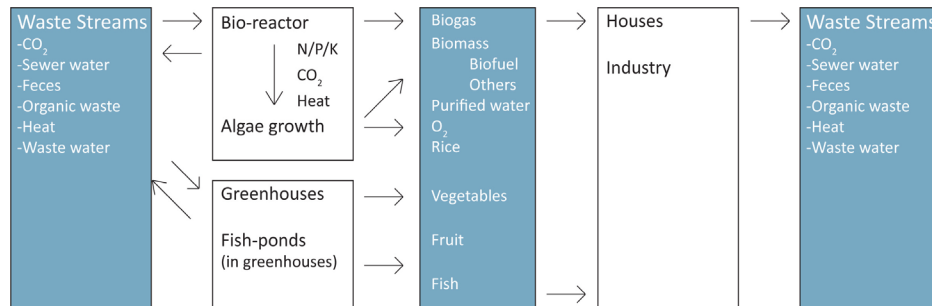 Waste Streams
-CO₂
-Sewer water
-Feces
-Organic waste
-Heat
-Waste water
Bio-reactor
N/P/K
CO₂
Heat
Algae growth
Greenhouses
Fish-ponds
(in greenhouses)
Biogas
Biomass
Biofuel
Others
Purified water
O₂
Rice
Vegetables
Fruit
Fish
Houses
Industry
Waste Streams
-CO₂
-Sewer water
-Feces
-Organic waste
-Heat
-Waste water